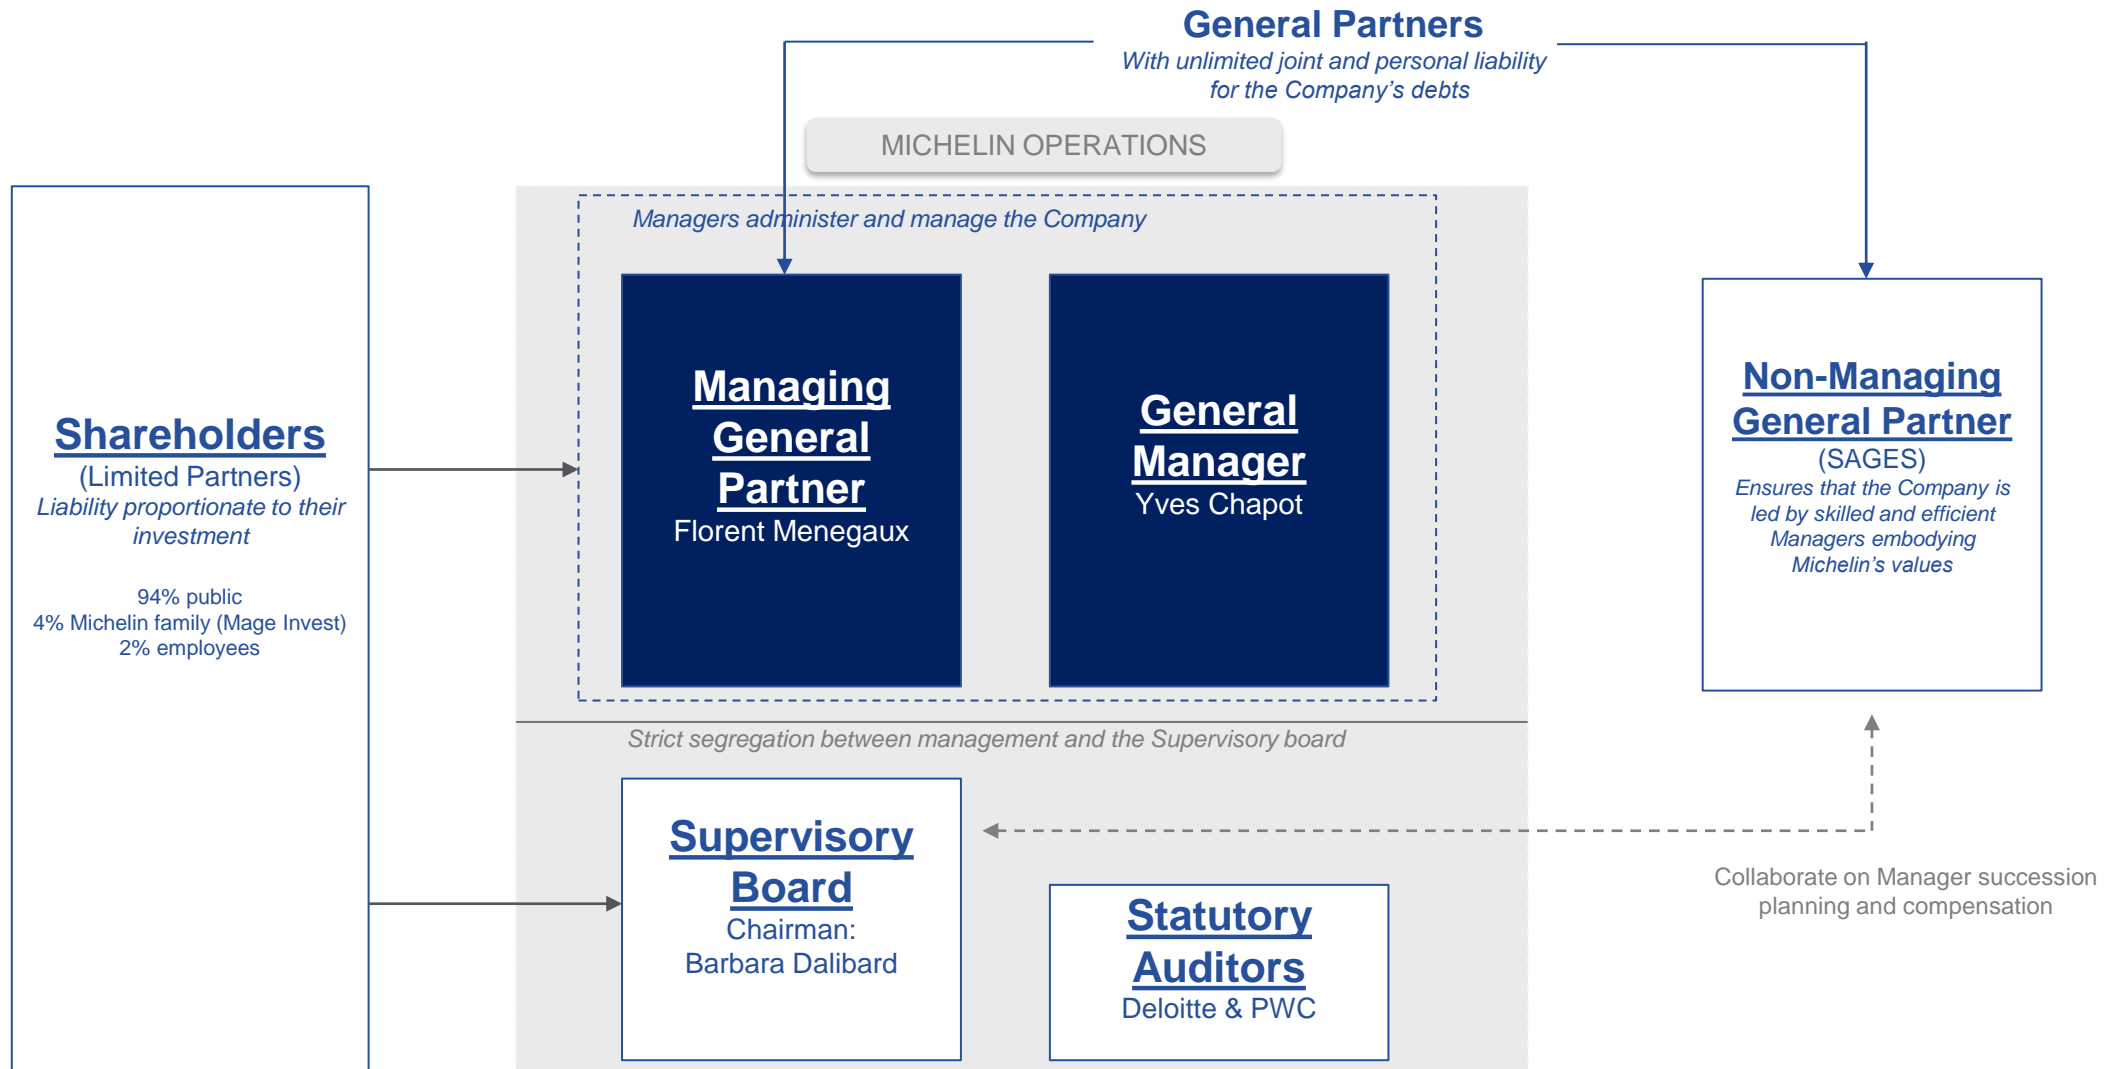 General Partners
With unlimited joint and personal liability
for the Company's debts
MICHELIN OPERATIONS
Shareholders
(Limited Partners)
Liability proportionate to their
investment
94% public
4% Michelin family (Mage Invest)
2% employees
Managers administer and manage the Company
Managing
General
Partner
Florent Menegaux
General
Manager
Yves Chapot
Non-Managing
General Partner
(SAGES)
Ensures that the Company is
led by skilled and efficient
Managers embodying
Michelin's values
Strict segregation between management and the Supervisory board
Supervisory
Board
Chairman:
Barbara Dalibard
Statutory
Auditors
Deloitte & PWC
Collaborate on Manager succession
planning and compensation